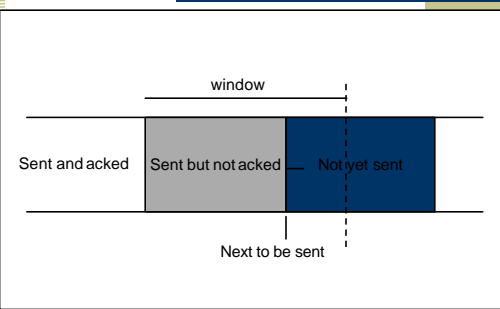 window
Sent and acked
Sent but not acked
Not yet sent
Next to be sent